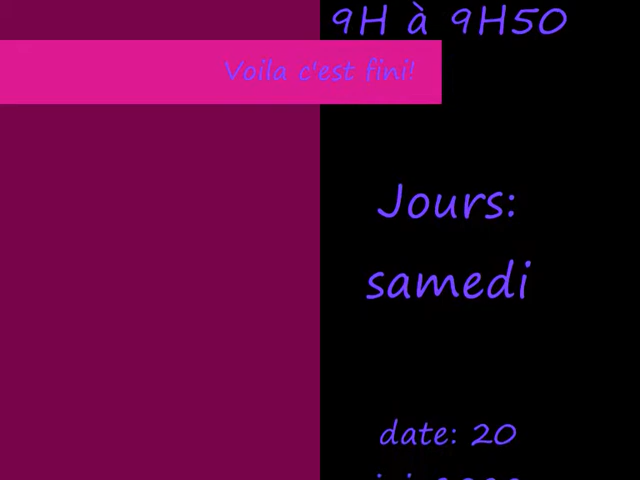 9H à 9H50
Voila c'est fini!
Jours:
samedi
date: 20